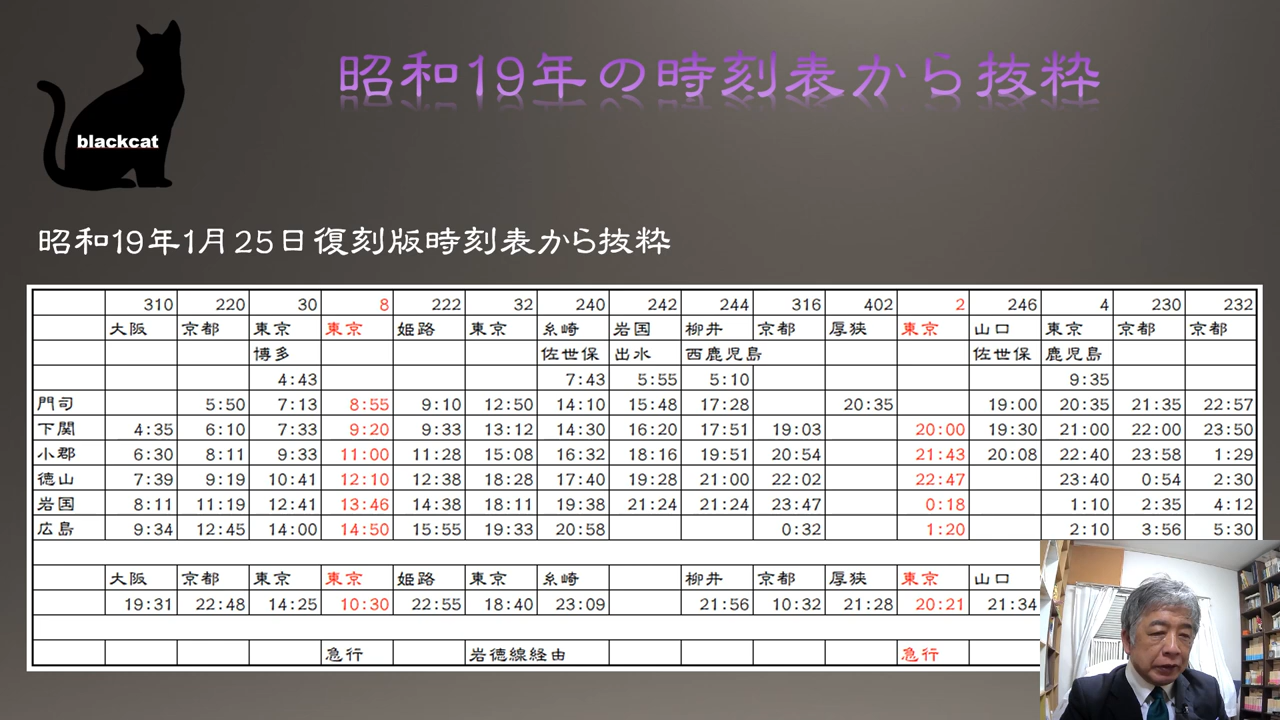 昭和19年の時刻表から抜粋
blackcat
昭和19年1月25日復刻版時刻表から抜粋
310 220 30 8 222 32 240 242 244 316 402 2 246 4 230 232
大阪 京都 東京 東京 姫路 東京 糸崎 岩国 柳井 京都 厚狭 東京 山口 東京 京都 京都
博多 佐世保 出水 西鹿児島 佐世保 鹿児島
4:43 7:43 5:55 5:10 9:35
門司 5:50 7:13 8:55 9:10 12:50 14:10 15:48 17:28 20:35 19:00 20:35 21:35 22:57
下関 4:35 6:10 7:33 9:20 9:33 13:12 14:30 16:20 17:51 19:03 20:00 19:30 21:00 22:00 23:50
小郡 6:30 8:11 9:33 11:00 11:28 15:08 16:32 18:16 19:51 20:54 21:43 20:08 22:40 23:58 1:29
徳山 7:39 9:19 10:41 12:10 12:38 18:28 17:40 19:28 21:00 22:02 22:47 23:40 0:54 2:30
岩国 8:11 11:19 12:41 13:46 14:38 18:11 19:38 21:24 21:24 23:47 0:18 1:10 2:35 4:12
広島 9:34 12:45 14:00 14:50 15:55 19:33 20:58 0:32 1:20 2:10 3:56 5:30
大阪 京都 東京 東京 姫路 東京 糸崎 柳井 京都 厚狭 東京 山口
19:31 22:48 14:25 10:30 22:55 18:40 23:09 21:56 10:32 21:28 20:21 21:34
急行 岩徳線経由 急行